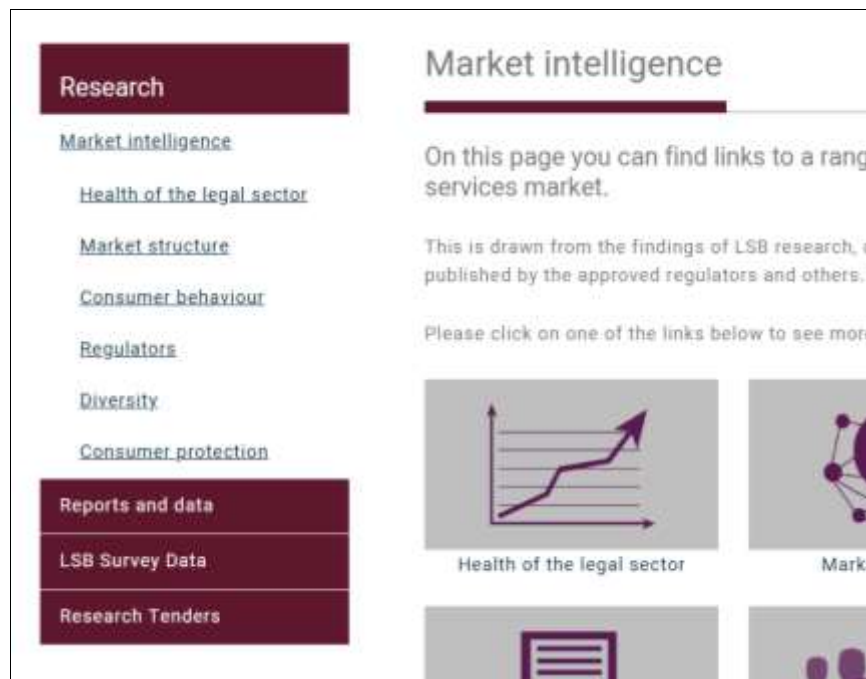 Research
Market intelligence
Health of the legal sector
Market structure
Consumer behaviour
Regulators
Diversity
Consumer protection
Reports and data
LSB Survey Data
Research Tenders
Market intelligence
On this page you can find links to a rang
services market.
This is drawn from the findings of LSB research,
published by the approved regulators and others.
Please click on one of the links below to see mor
Health of the legal sector
Mark